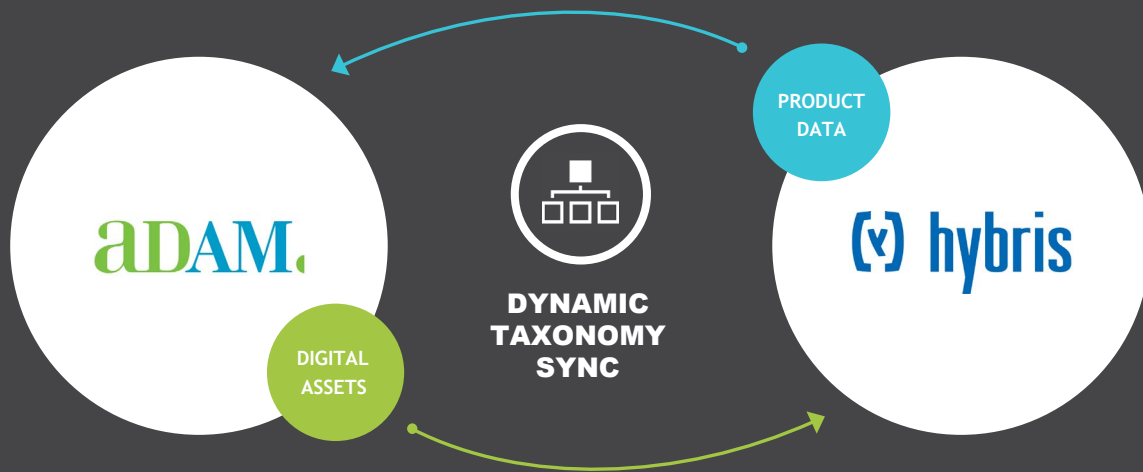 PRODUCT
DATA
aDAM.
hybris
DYNAMIC
TAXONOMY
SYNC
DIGITAL
ASSETS